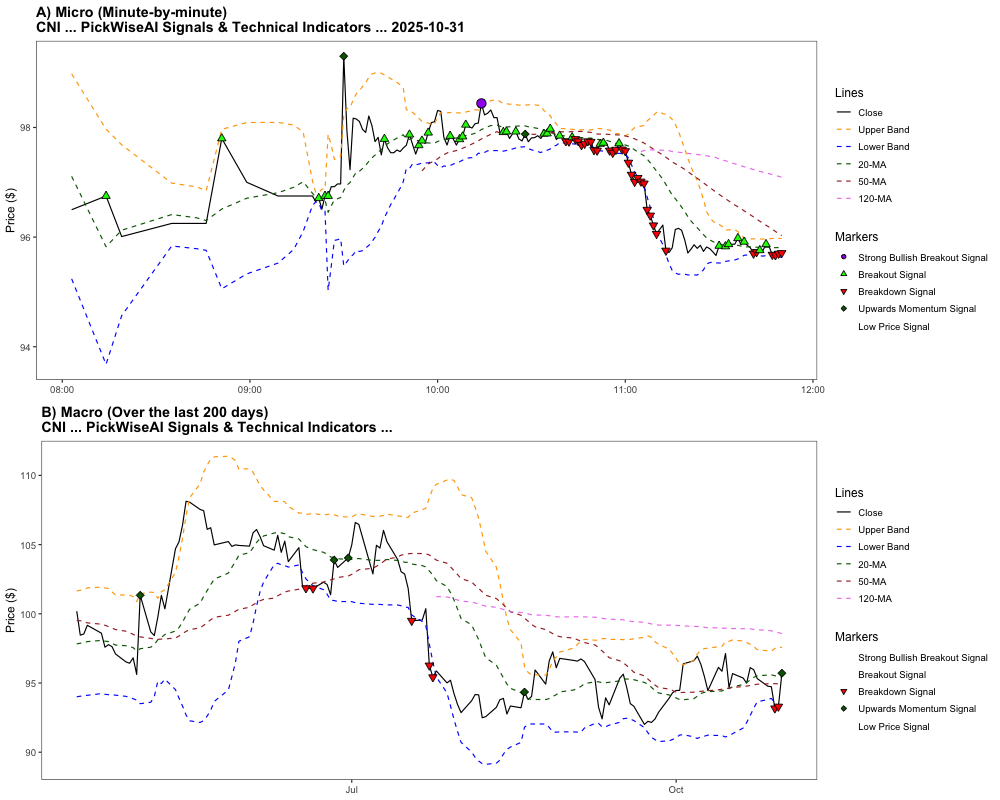 A) Micro (Minute-by-minute)
CNI ... PickWiseAI Signals & Technical Indicators ... 2025-10-31
Price ($)
98
96
94
08:00
09:00
10:00
11:00
12:00
Lines
Close
Upper Band
Lower Band
20-MA
50-MA
120-MA
Markers
Strong Bullish Breakout Signal
Breakout Signal
Breakdown Signal
Upwards Momentum Signal
Low Price Signal
B) Macro (Over the last 200 days)
CNI ... PickWiseAI Signals & Technical Indicators ...
Price ($)
110
105
100
95
90
Jul
Oct
Lines
Close
Upper Band
Lower Band
20-MA
50-MA
120-MA
Markers
Strong Bullish Breakout Signal
Breakout Signal
Breakdown Signal
Upwards Momentum Signal
Low Price Signal